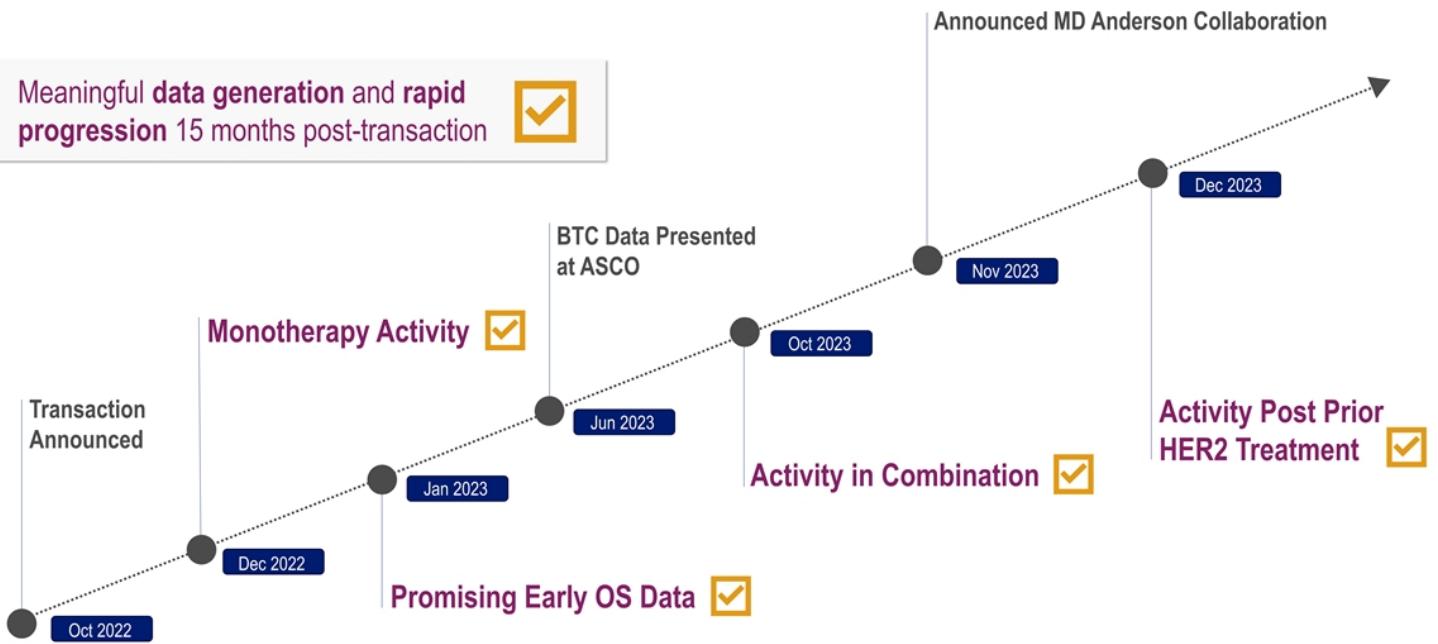 Meaningful data generation and rapid
progression 15 months post-transaction
Transaction
Announced
Oct 2022
Monotherapy Activity
Dec 2022
Promising Early OS Data
Jan 2023
BTC Data Presented
at ASCO
Jun 2023
Activity in Combination
Oct 2023
Announced MD Anderson Collaboration
Nov 2023
Activity Post Prior
HER2 Treatment
Dec 2023